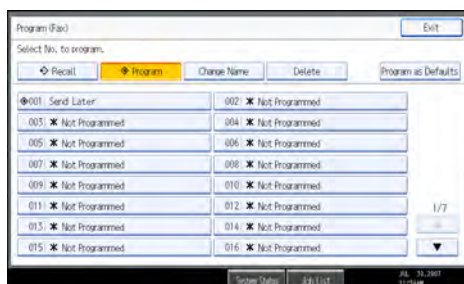 Program (Fax)
Exit
Select No. to program.
Recall
Program
Change Name
Delete
Program as Defaults
001 Send Later
002 * Not Programmed
003 * Not Programmed
004 * Not Programmed
005 * Not Programmed
006 * Not Programmed
007 * Not Programmed
008 * Not Programmed
009 * Not Programmed
010 * Not Programmed
011 * Not Programmed
012 * Not Programmed
013 * Not Programmed
014 * Not Programmed
015 * Not Programmed
016 * Not Programmed
1/7
▼
System Status
Job List
JUL 31,2007